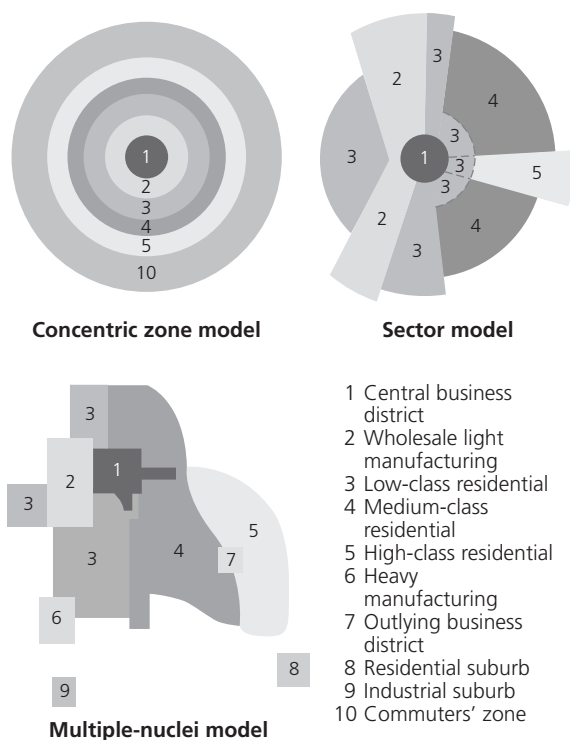 1
2
3
4
5
10
Concentric zone model
3
2
4
3
3
1
3
5
3
2
4
3
Sector model
3
1
2
3
5
3
4
7
6
8
9
Multiple-nuclei model
1 Central business
district
2 Wholesale light
manufacturing
3 Low-class residential
4 Medium-class
residential
5 High-class residential
6 Heavy
manufacturing
7 Outlying business
district
8 Residential suburb
9 Industrial suburb
10 Commuters’ zone